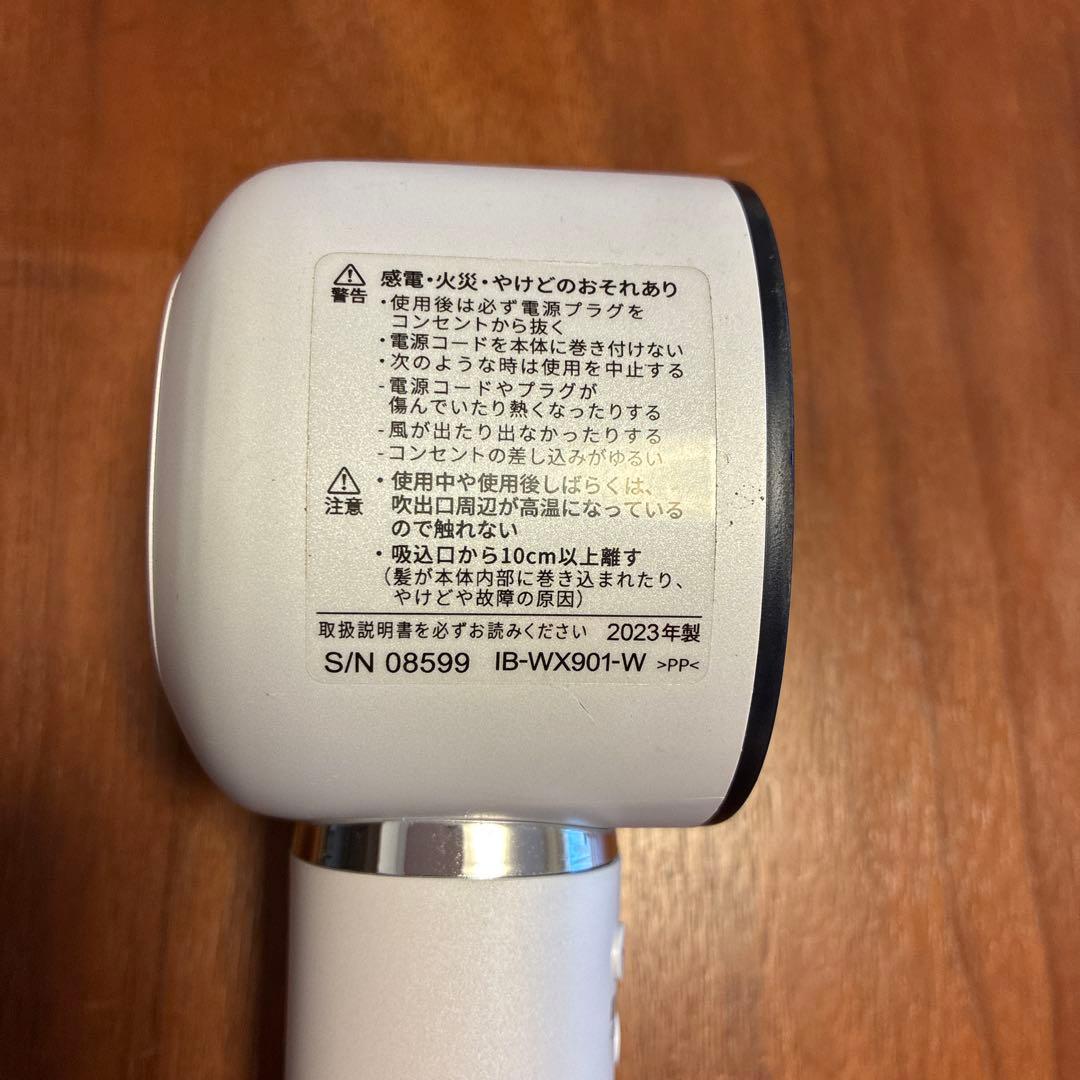 警告
感電・火災・やけどのおそれあり
・使用後は必ず電源プラグを
コンセントから抜く
・電源コードを本体に巻き付けない
・次のような時は使用を中止する
-電源コードやプラグが
傷んでいたり熱くなったりする
-風が出たり出なかったりする
-コンセントの差し込みがゆるい
注意
・使用中や使用後しばらくは、
吹出口周辺が高温になっている
ので触れない
・吸込口から10cm以上離す
（髪が本体内部に巻き込まれたり、
やけどや故障の原因）
取扱説明書を必ずお読みください 2023年製
S/N 08599 IB-WX901-W >PP<